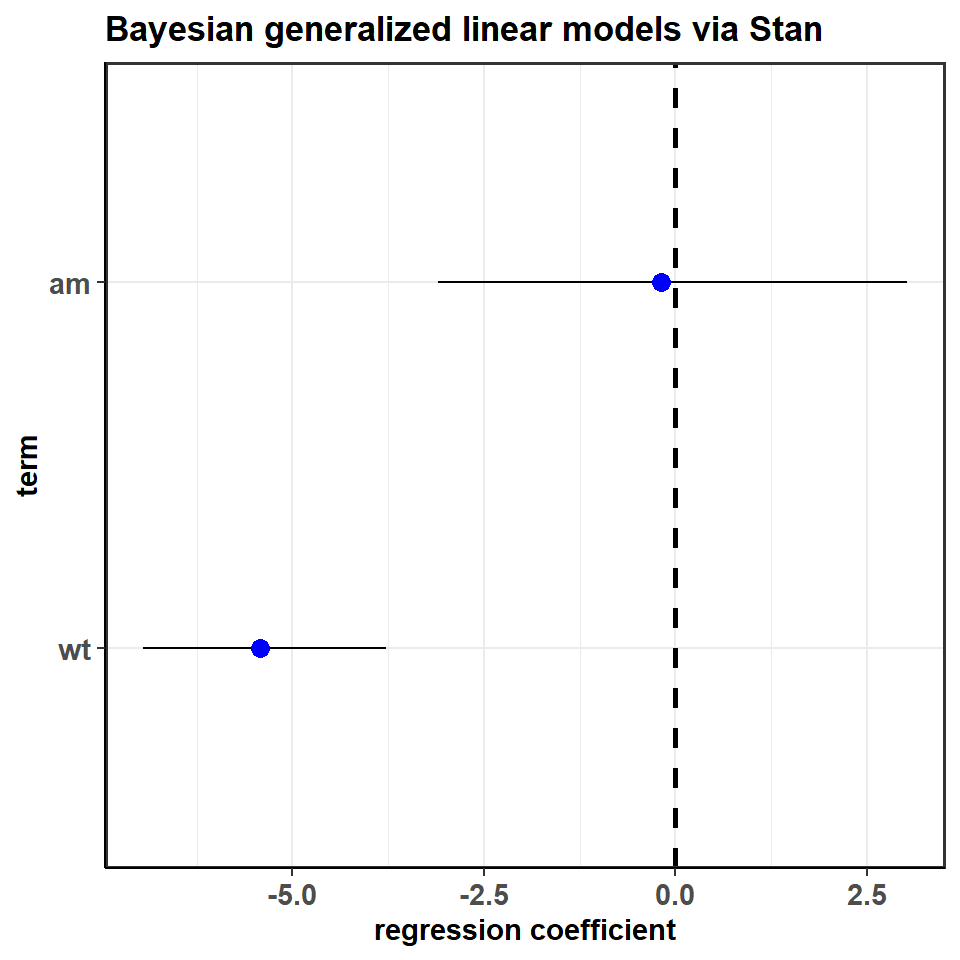 Bayesian generalized linear models via Stan
am
term
wt
-5.0 -2.5 0.0 2.5
regression coefficient